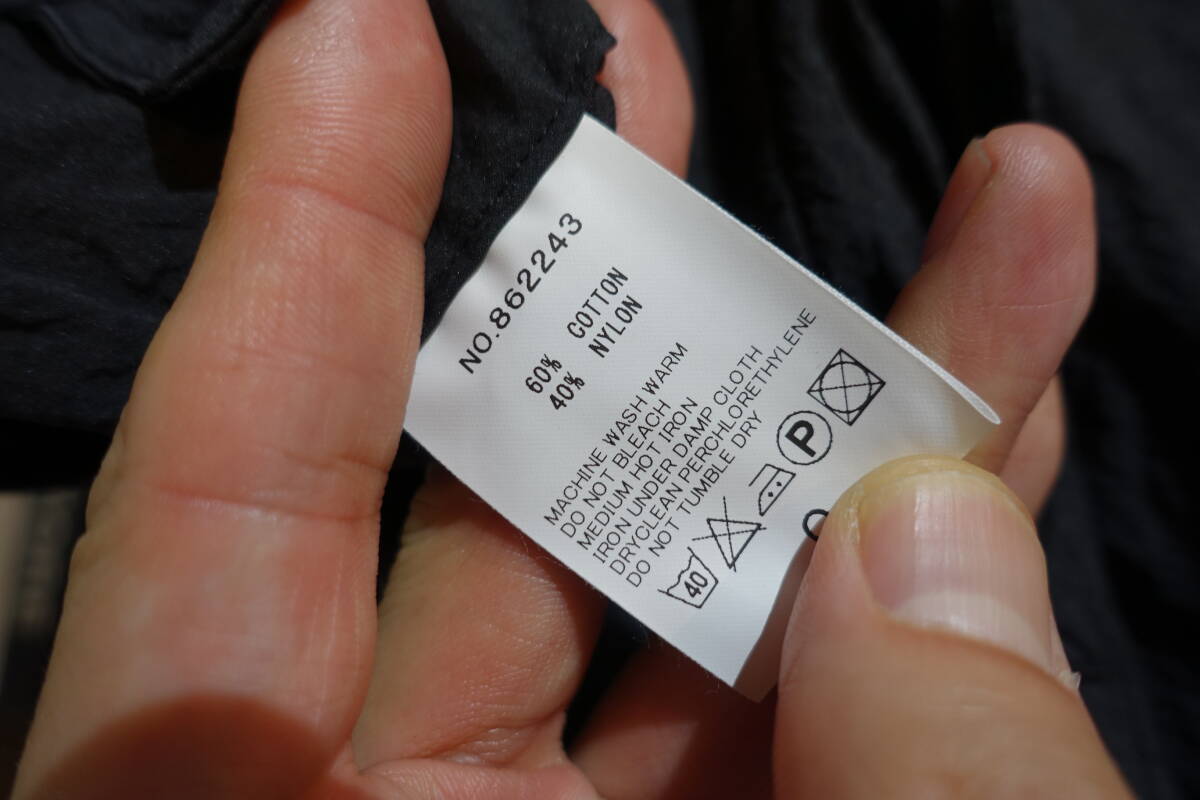 NO.862243
60% COTTON
40% NYLON
MACHINE WASH WARM
DO NOT BLEACH
MEDIUM HOT IRON
IRON UNDER DAMP CLOTH
DRYCLEAN PERCHLORETHYLENE
DO NOT TUMBLE DRY
40 P